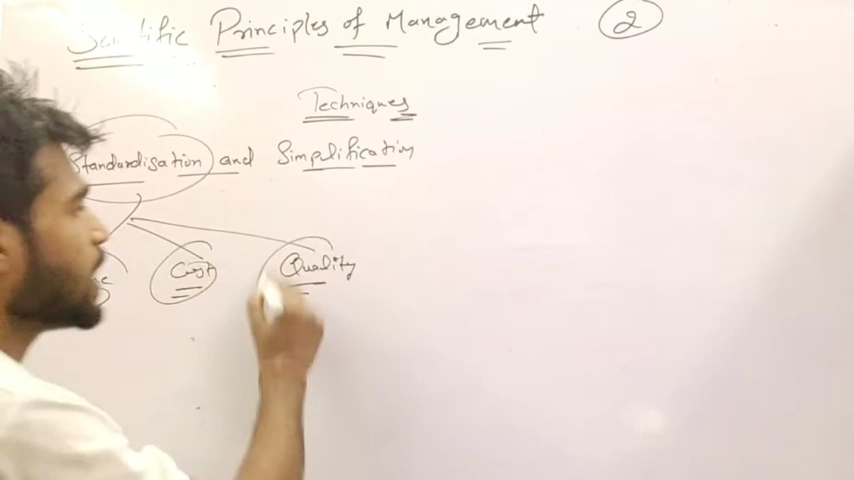 Scientific Principles of Management 2
Techniques
Standardisation and Simplification
Cost Quality